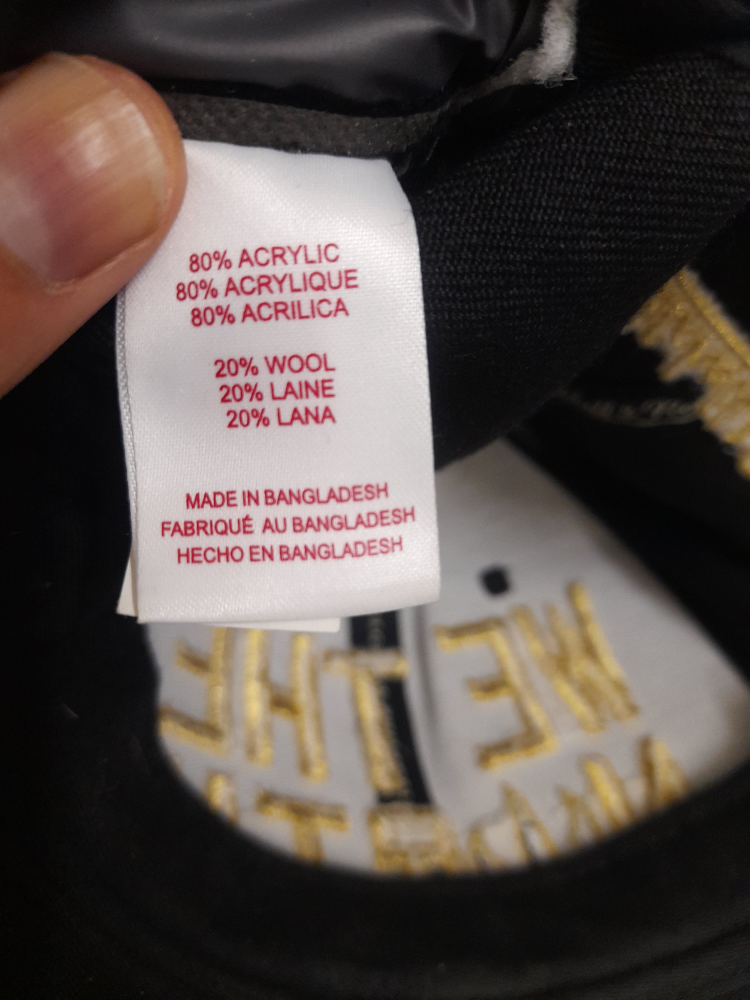 80% ACRYLIC
80% ACRYLIQUE
80% ACRILICA
20% WOOL
20% LAINE
20% LANA
MADE IN BANGLADESH
FABRIQUÉ AU BANGLADESH
HECHO EN BANGLADESH